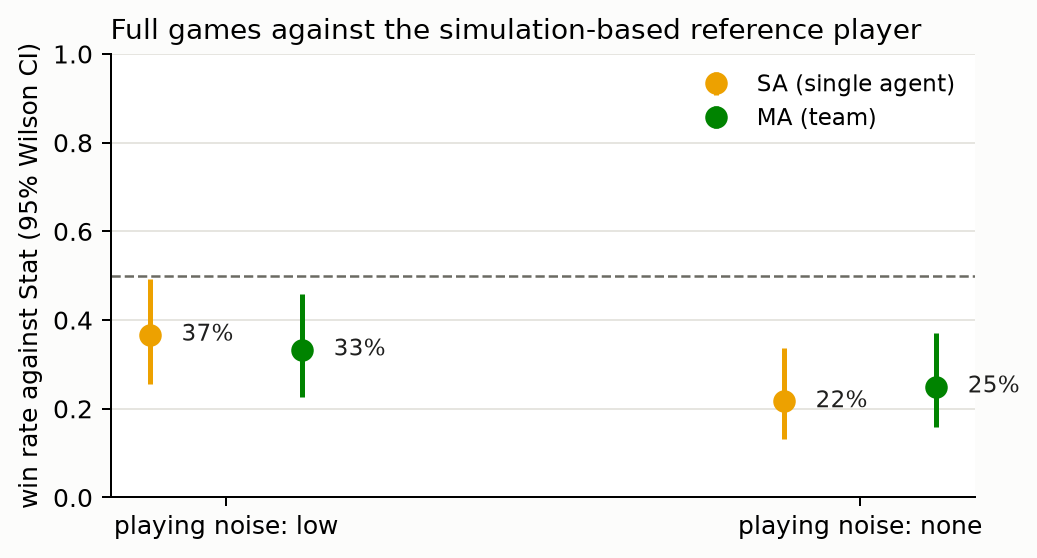 Full games against the simulation-based reference player
win rate against Stat (95% Wilson CI)
1.0
0.8
0.6
0.4
0.2
0.0
SA (single agent)
MA (team)
37%
33%
22%
25%
playing noise: low
playing noise: none